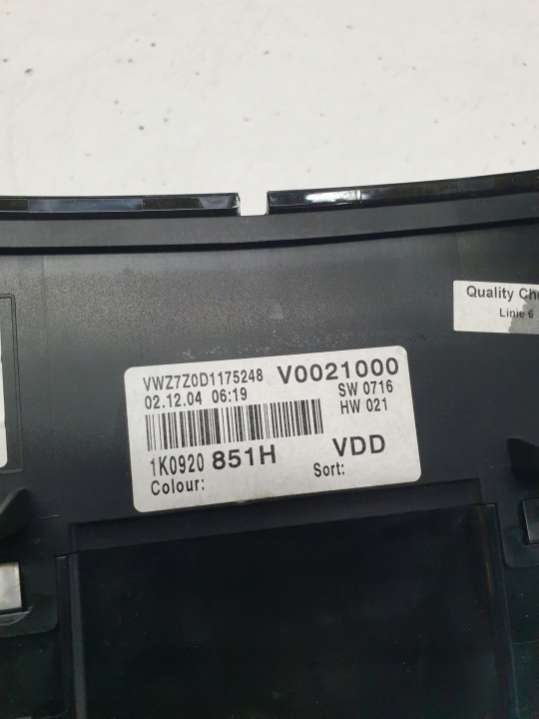 Quality
Linie 6
VWZ7Z0D1175248 V0021000
02.12.04 06:19 SW 0716
HW 021
1K0920 851H VDD
Colour: Sort: